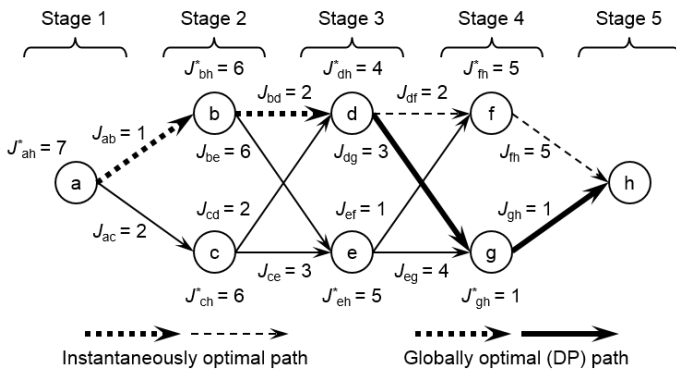 Stage 1 Stage 2 Stage 3 Stage 4 Stage 5
J*bh = 6 J*dh = 4 J*fh = 5
Jbd = 2 Jdf = 2
b d f
J*ah = 7 Jab = 1 Jbe = 6 Jdg = 3 Jfh = 5
a h
Jac = 2 Jcd = 2 Jef = 1 Jgh = 1
c e g
Jce = 3 Jeg = 4
J*ch = 6 J*eh = 5 J*gh = 1
Instantaneously optimal path Globally optimal (DP) path